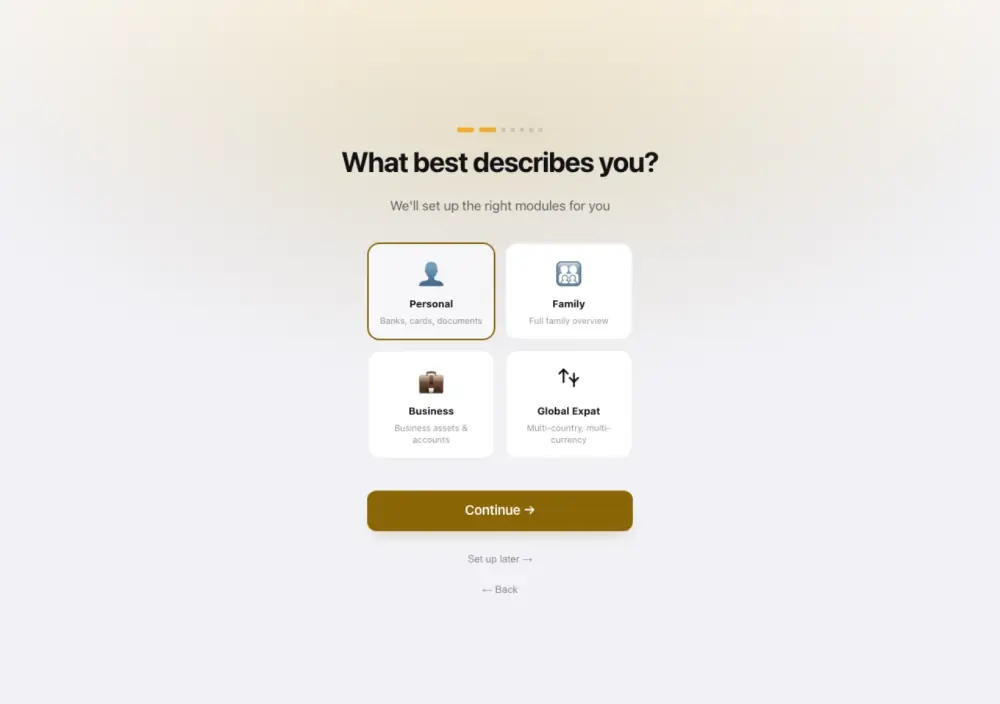 What best describes you?
We'll set up the right modules for you
Personal
Banks, cards, documents
Family
Full family overview
Business
Business assets &
accounts
Global Expat
Multi-country, multi-
currency
Continue →
Set up later →
← Back